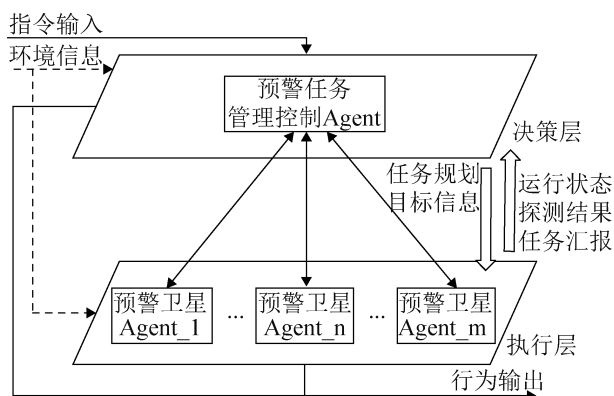 指令输入
环境信息
预警任务
管理控制Agent
决策层
任务规划
目标信息
运行状态
探测结果
任务汇报
预警卫星
Agent_1
...
预警卫星
Agent_n
...
预警卫星
Agent_m
执行层
行为输出